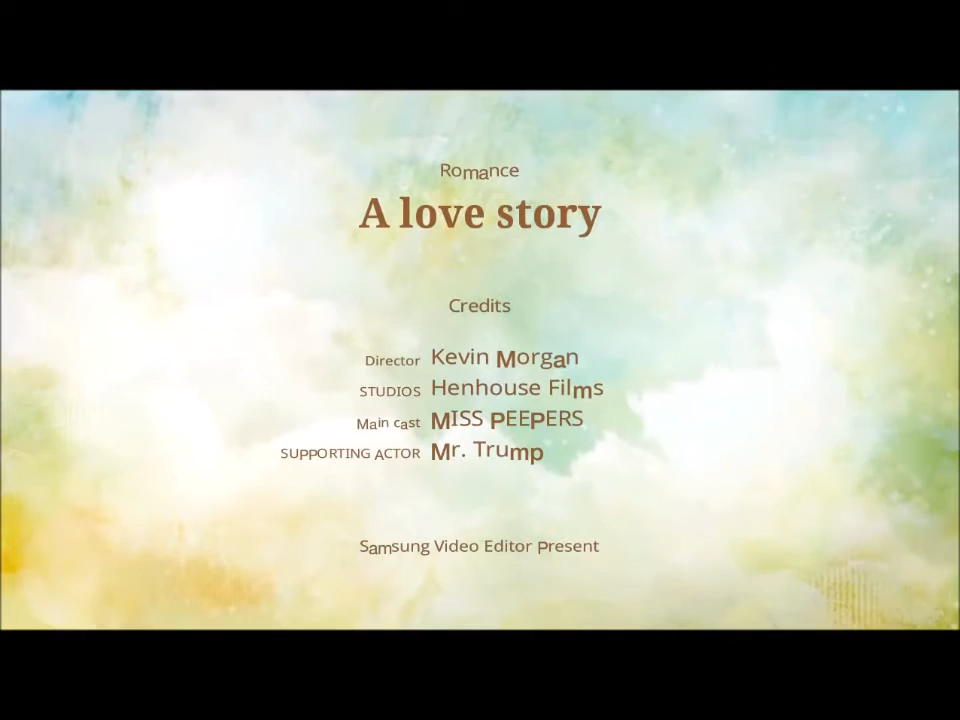 Romance
A love story
Credits
Director Kevin Morgan
STUDIOS Henhouse Films
Main cast MISS PEEPERS
SUPPORTING ACTOR Mr. Trump
Samsung Video Editor Present